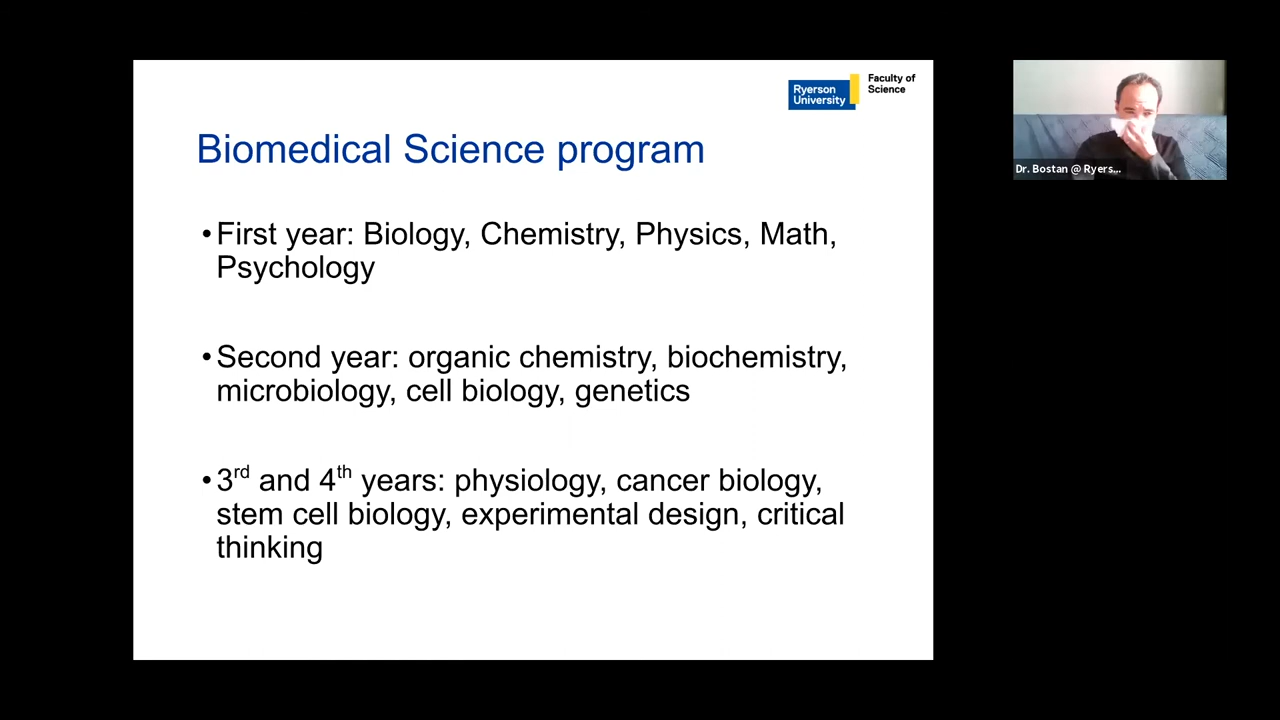 Ryerson
University
Faculty of
Science
Biomedical Science program
•First year: Biology, Chemistry, Physics, Math,
Psychology
•Second year: organic chemistry, biochemistry,
microbiology, cell biology, genetics
•3rd and 4th years: physiology, cancer biology,
stem cell biology, experimental design, critical
thinking
Dr. Bostan @ Ryers...